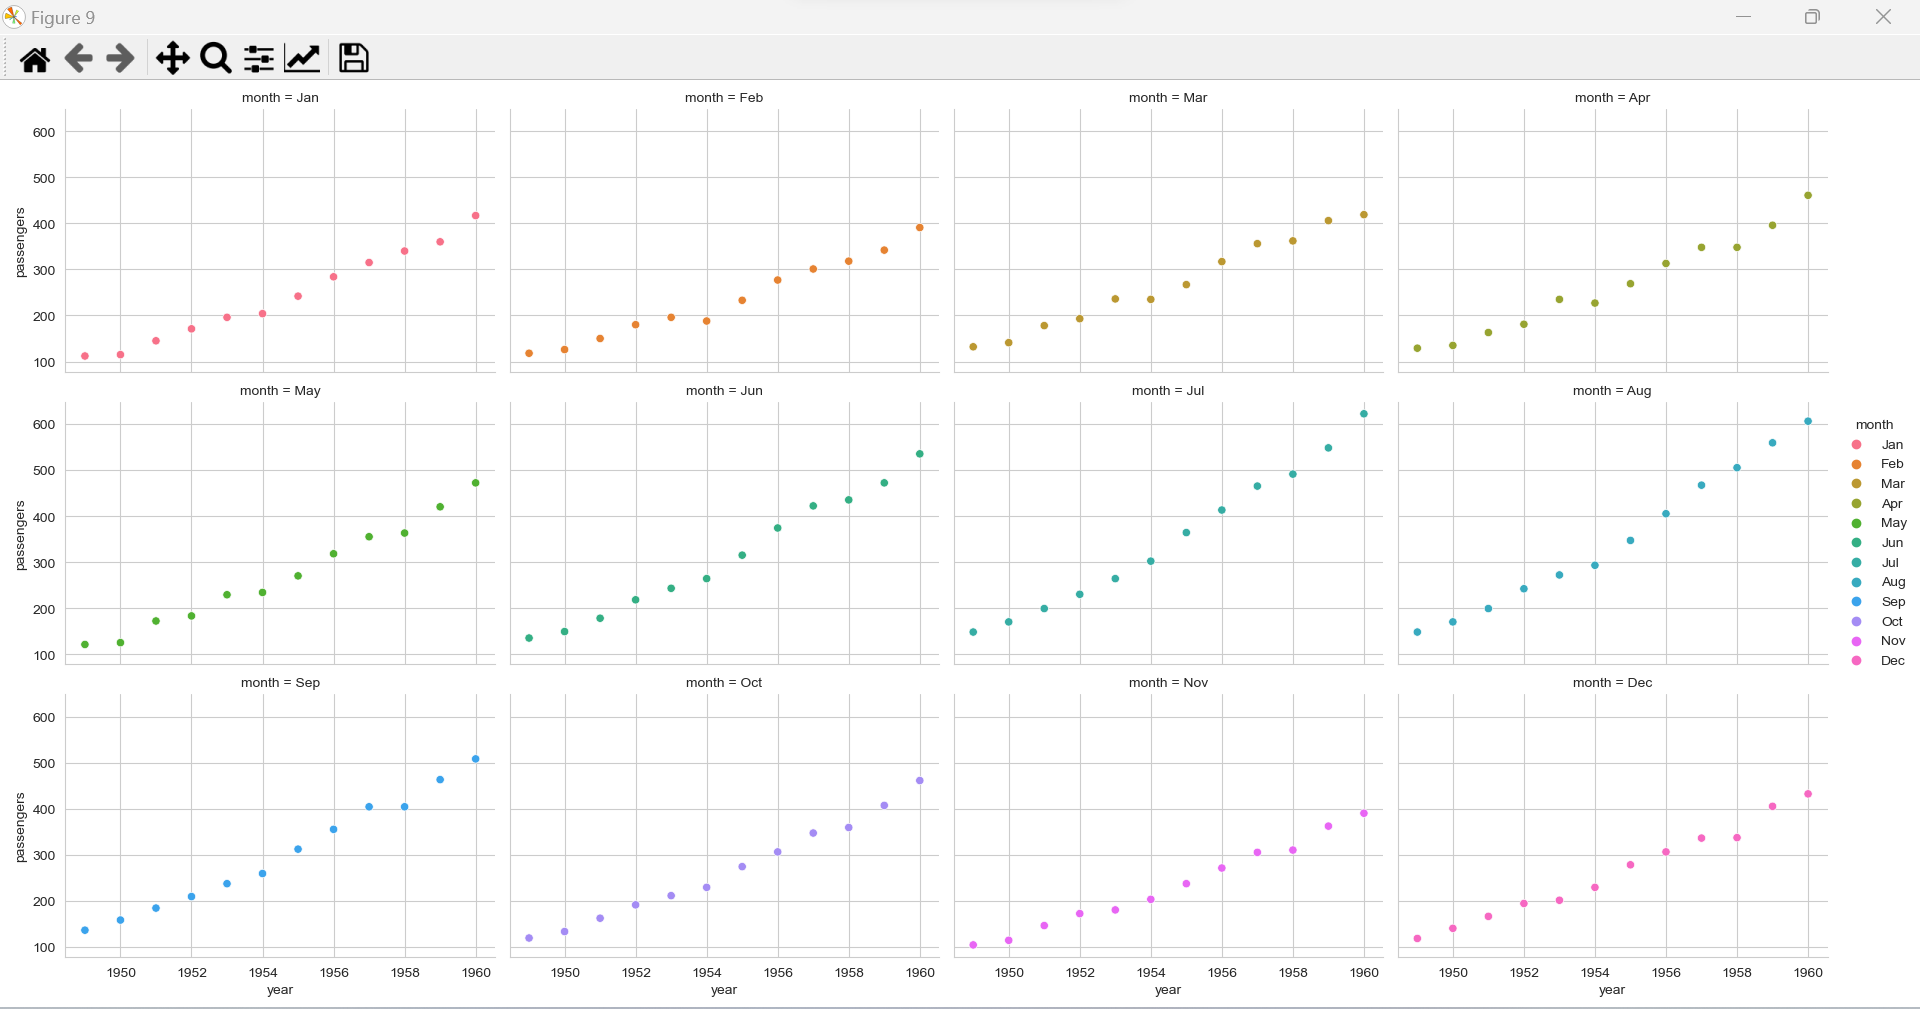 Figure 9
month = Jan
month = Feb
month = Mar
month = Apr
600
500
400
300
200
100
passengers
month = May
month = Jun
month = Jul
month = Aug
600
500
400
300
200
100
passengers
month
Jan
Feb
Mar
Apr
May
Jun
Jul
Aug
Sep
Oct
Nov
Dec
month = Sep
month = Oct
month = Nov
month = Dec
600
500
400
300
200
100
passengers
1950 1952 1954 1956 1958 1960
year
1950 1952 1954 1956 1958 1960
year
1950 1952 1954 1956 1958 1960
year
1950 1952 1954 1956 1958 1960
year